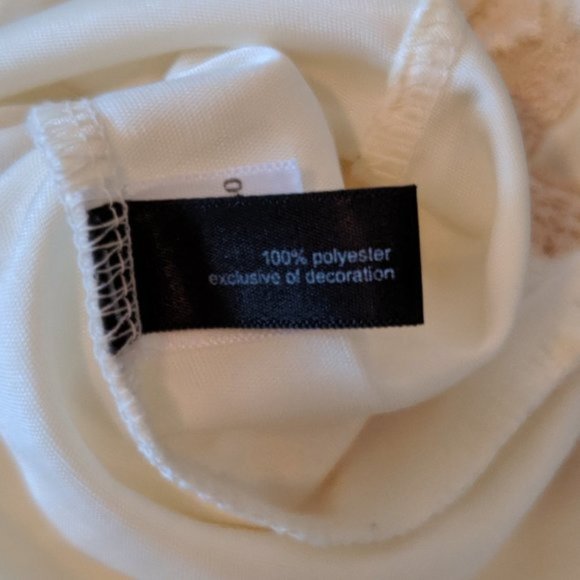 100% polyester
exclusive of decoration